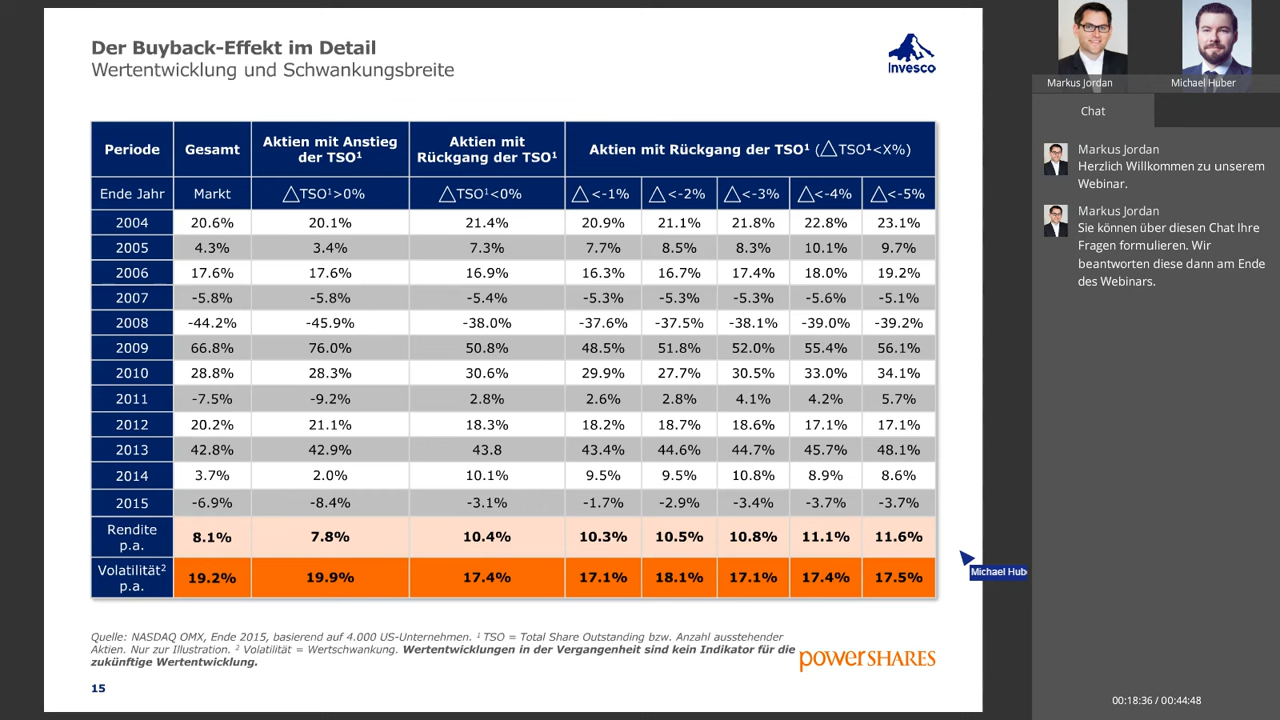 Der Buyback-Effekt im Detail
Wertentwicklung und Schwankungsbreite
Invesco
Periode Gesamt Aktien mit Anstieg der TSO¹ Aktien mit Rückgang der TSO¹ Aktien mit Rückgang der TSO¹ (△TSO¹<X%)
Ende Jahr Markt △TSO¹>0% △TSO¹<0% △<-1% △<-2% △<-3% △<-4% △<-5%
2004 20.6% 20.1% 21.4% 20.9% 21.1% 21.8% 22.8% 23.1%
2005 4.3% 3.4% 7.3% 7.7% 8.5% 8.3% 10.1% 9.7%
2006 17.6% 17.6% 16.9% 16.3% 16.7% 17.4% 18.0% 19.2%
2007 -5.8% -5.8% -5.4% -5.3% -5.3% -5.3% -5.6% -5.1%
2008 -44.2% -45.9% -38.0% -37.6% -37.5% -38.1% -39.0% -39.2%
2009 66.8% 76.0% 50.8% 48.5% 51.8% 52.0% 55.4% 56.1%
2010 28.8% 28.3% 30.6% 29.9% 27.7% 30.5% 33.0% 34.1%
2011 -7.5% -9.2% 2.8% 2.6% 2.8% 4.1% 4.2% 5.7%
2012 20.2% 21.1% 18.3% 18.2% 18.7% 18.6% 17.1% 17.1%
2013 42.8% 42.9% 43.8 43.4% 44.6% 44.7% 45.7% 48.1%
2014 3.7% 2.0% 10.1% 9.5% 9.5% 10.8% 8.9% 8.6%
2015 -6.9% -8.4% -3.1% -1.7% -2.9% -3.4% -3.7% -3.7%
Rendite p.a. 8.1% 7.8% 10.4% 10.3% 10.5% 10.8% 11.1% 11.6%
Volatilität² p.a. 19.2% 19.9% 17.4% 17.1% 18.1% 17.1% 17.4% 17.5%
Quelle: NASDAQ OMX, Ende 2015, basierend auf 4.000 US-Unternehmen. ¹ TSO = Total Share Outstanding bzw. Anzahl ausstehender
Aktien. Nur zur Illustration. ² Volatilität = Wertschwankung. Wertentwicklungen in der Vergangenheit sind kein Indikator für die
zukünftige Wertentwicklung.
powerSHARES
15
Michael Hub
Markus Jordan
Michael Huber
Chat
Markus Jordan
Herzlich Willkommen zu unserem
Webinar.
Markus Jordan
Sie können über diesen Chat Ihre
Fragen formulieren. Wir
beantworten diese dann am Ende
des Webinars.
00:18:36 / 00:44:48